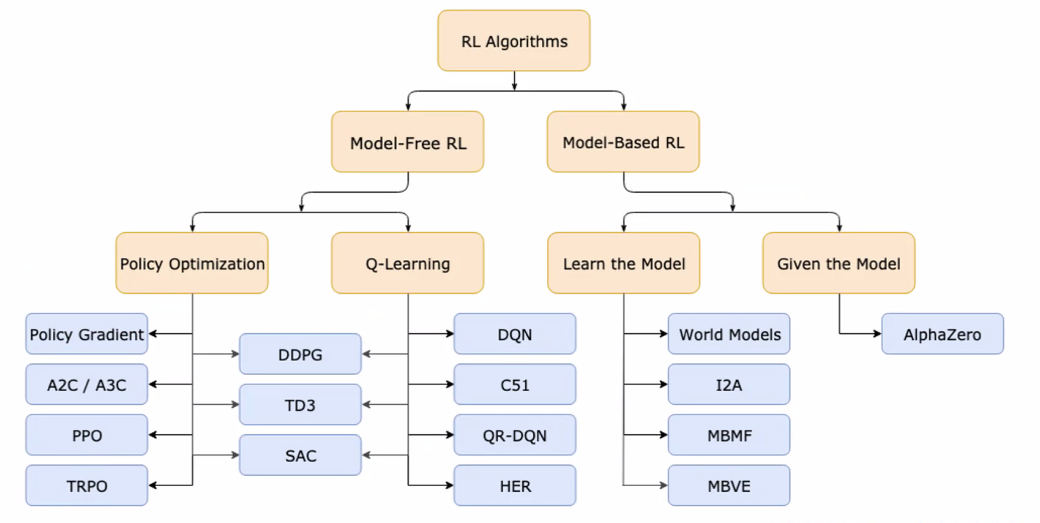 RL Algorithms
Model-Free RL
Model-Based RL
Policy Optimization
Q-Learning
Learn the Model
Given the Model
Policy Gradient
DDPG
DQN
World Models
AlphaZero
A2C / A3C
TD3
C51
I2A
PPO
SAC
QR-DQN
MBMF
TRPO
HER
MBVE